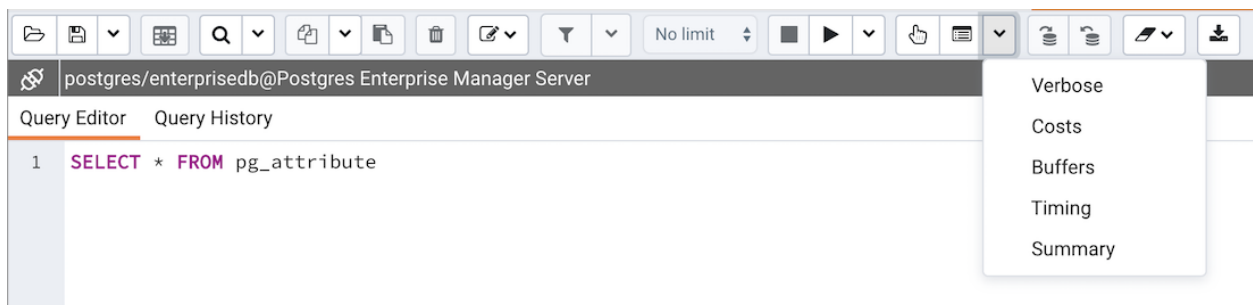 No limit
postgres/enterprisedb@Postgres Enterprise Manager Server
Query Editor Query History
1 SELECT * FROM pg_attribute
Verbose
Costs
Buffers
Timing
Summary